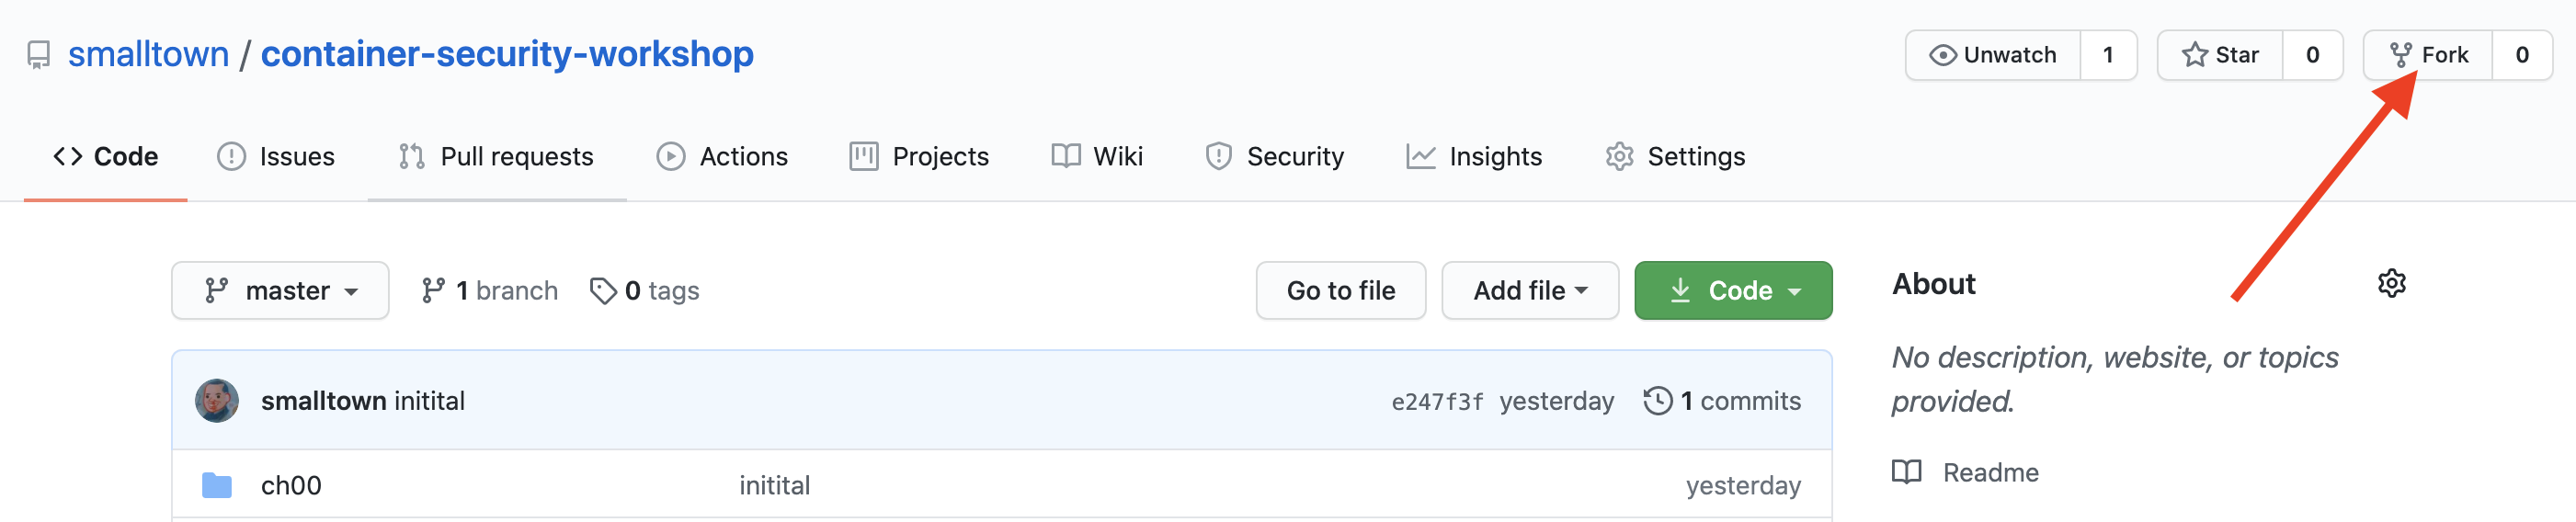 smalltown / container-security-workshop
Unwatch 1 Star 0 Fork 0
Code Issues Pull requests Actions Projects Wiki Security Insights Settings
master 1 branch 0 tags Go to file Add file Code
smalltown initital e247f3f yesterday 1 commits
ch00 initital yesterday
About
No description, website, or topics
provided.
Readme